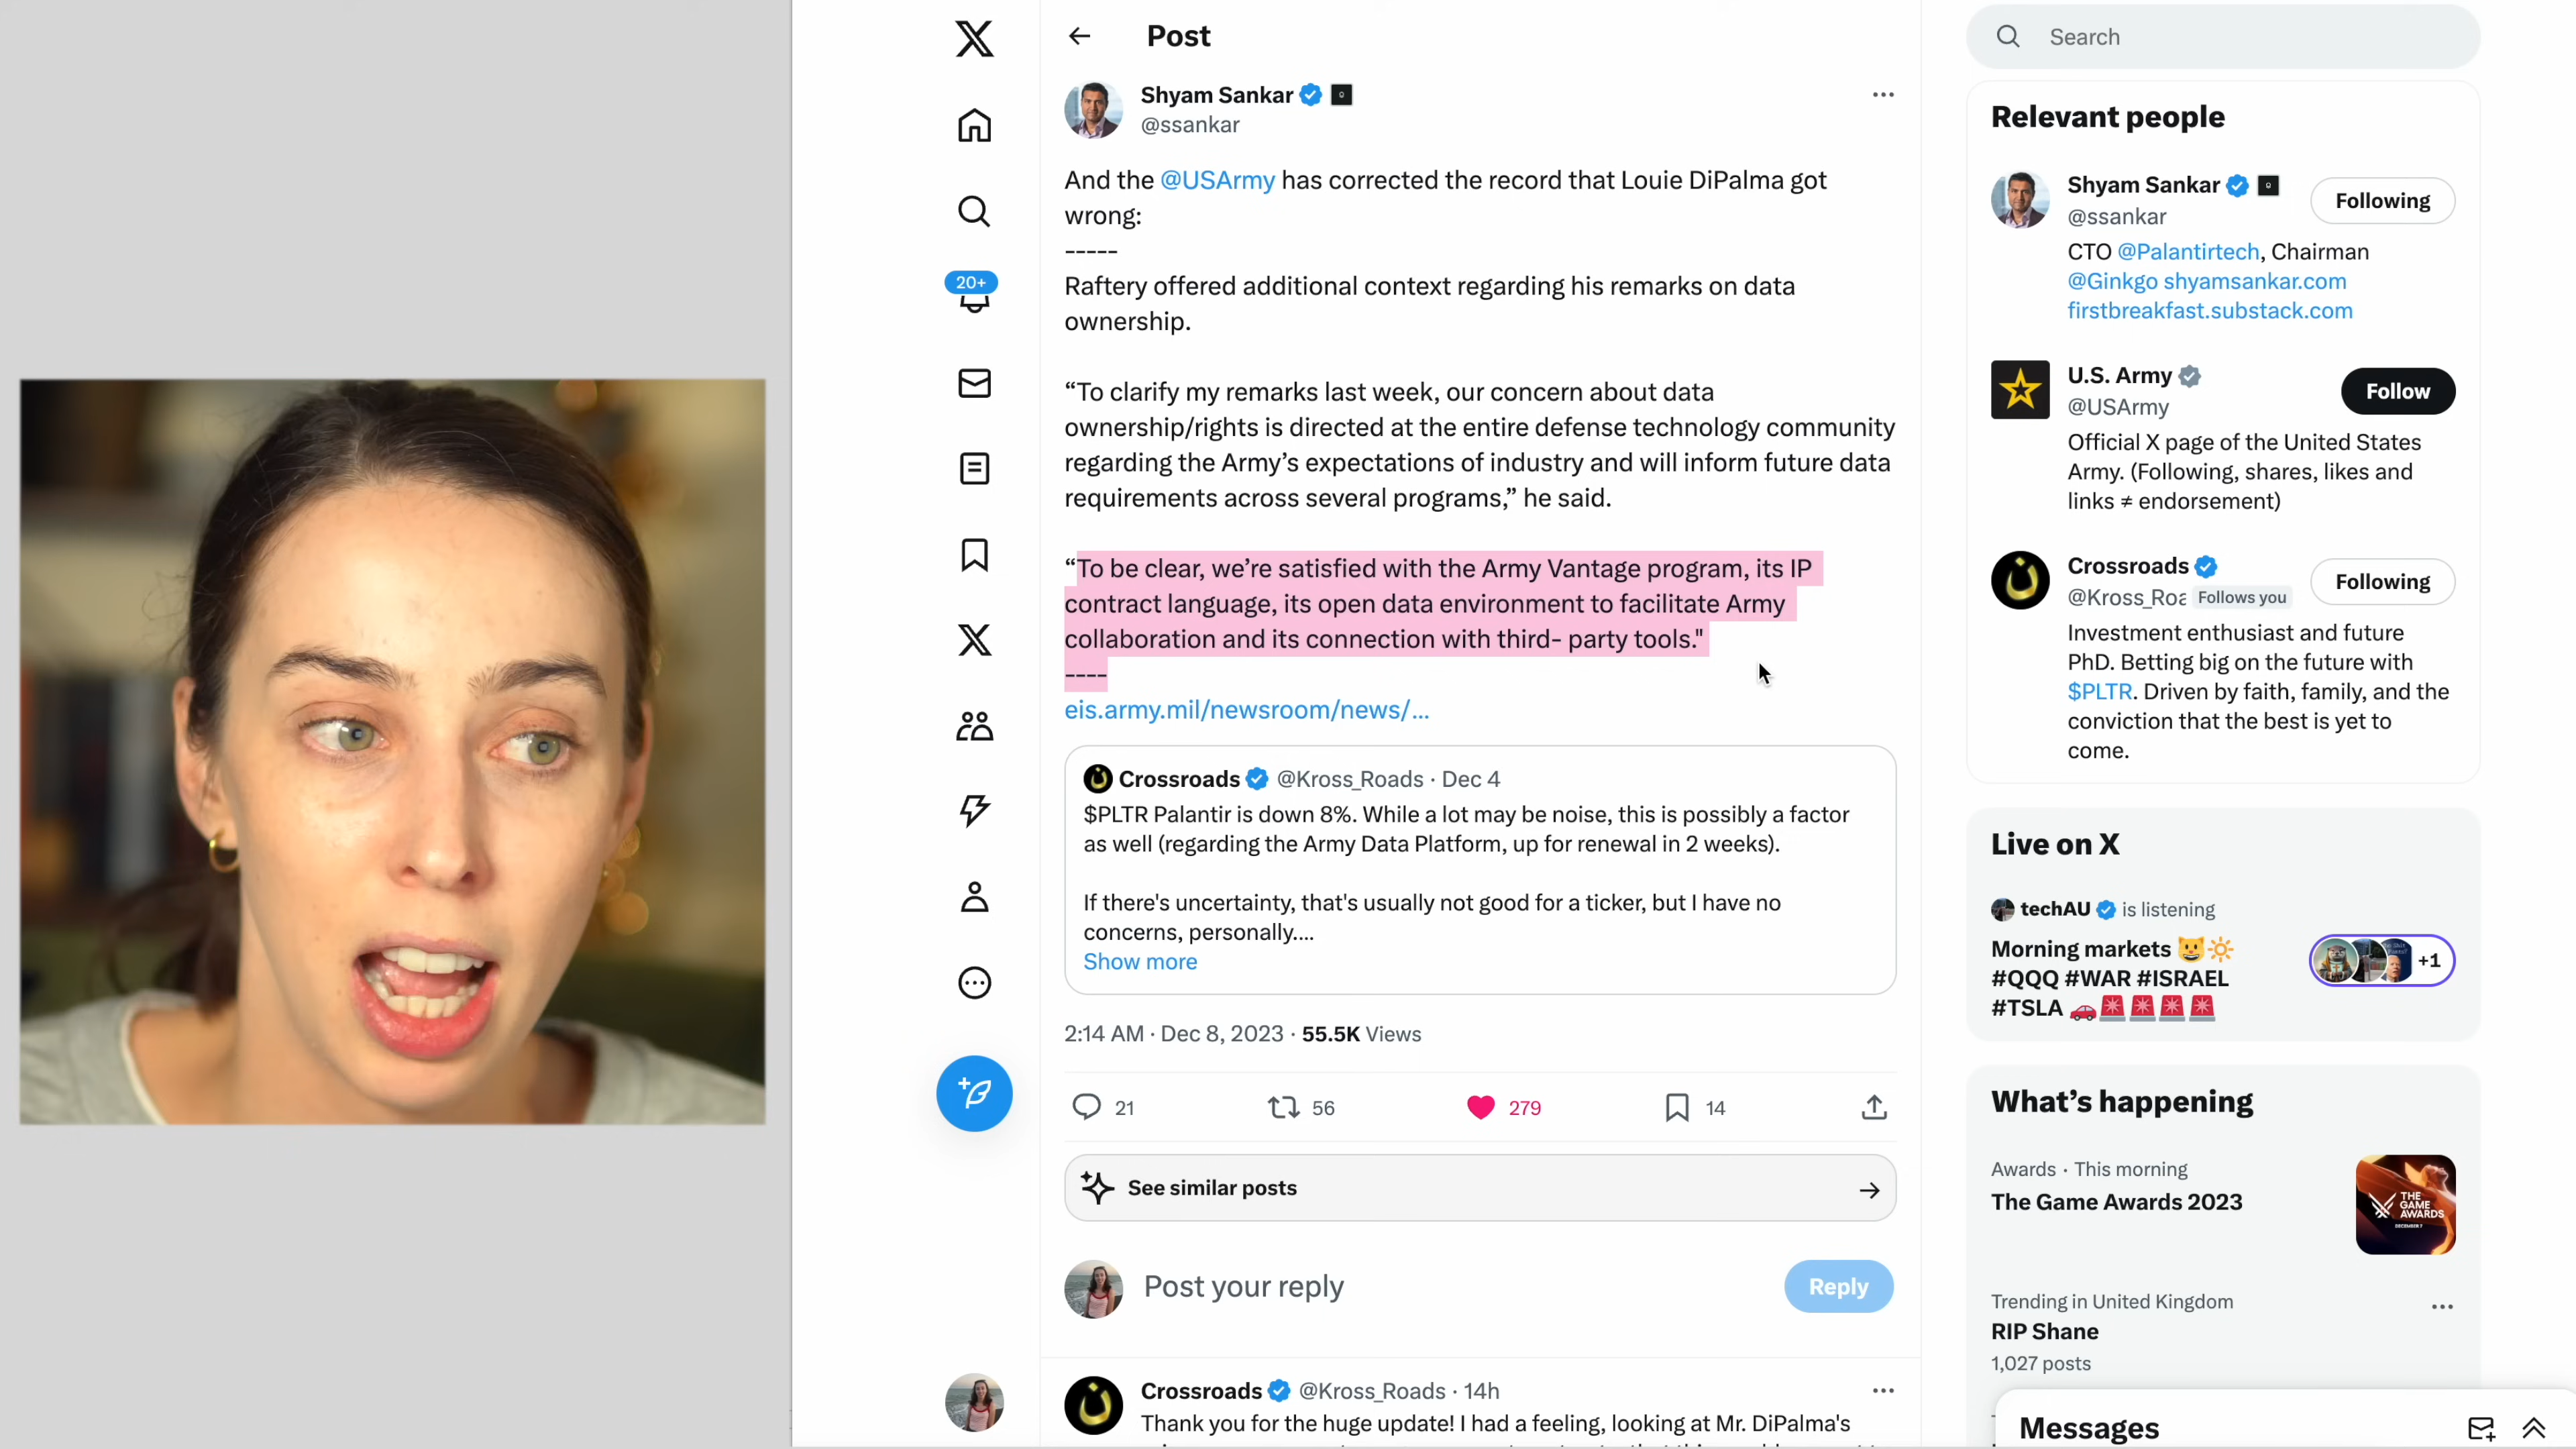 Post
Shyam Sankar
@ssankar
And the @USArmy has corrected the record that Louie DiPalma got
wrong:
-----
Raftery offered additional context regarding his remarks on data
ownership.
“To clarify my remarks last week, our concern about data
ownership/rights is directed at the entire defense technology community
regarding the Army’s expectations of industry and will inform future data
requirements across several programs,” he said.
“To be clear, we’re satisfied with the Army Vantage program, its IP
contract language, its open data environment to facilitate Army
collaboration and its connection with third- party tools."
----
eis.army.mil/newsroom/news/...
Crossroads @Kross_Roads · Dec 4
$PLTR Palantir is down 8%. While a lot may be noise, this is possibly a factor
as well (regarding the Army Data Platform, up for renewal in 2 weeks).
If there's uncertainty, that's usually not good for a ticker, but I have no
concerns, personally....
Show more
2:14 AM · Dec 8, 2023 · 55.5K Views
21 56 279 14
See similar posts
Post your reply
Reply
Crossroads @Kross_Roads · 14h
Thank you for the huge update! I had a feeling, looking at Mr. DiPalma's
20+
Search
Relevant people
Shyam Sankar
@ssankar
Following
CTO @Palantirtech, Chairman
@Ginkgo shyamsankar.com
firstbreakfast.substack.com
U.S. Army
@USArmy
Follow
Official X page of the United States
Army. (Following, shares, likes and
links ≠ endorsement)
Crossroads
@Kross_Roa Follows you
Following
Investment enthusiast and future
PhD. Betting big on the future with
$PLTR. Driven by faith, family, and the
conviction that the best is yet to
come.
Live on X
techAU is listening
Morning markets 😺☀️
#QQQ #WAR #ISRAEL
#TSLA 🚗🚨🚨🚨🚨
+1
What’s happening
Awards · This morning
The Game Awards 2023
THE
GAME
AWARDS
DECEMBER 7
Trending in United Kingdom
RIP Shane
1,027 posts
Messages